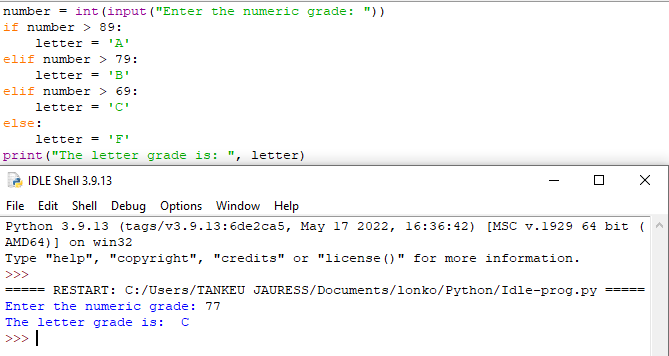 number = int(input("Enter the numeric grade: "))
if number > 89:
    letter = 'A'
elif number > 79:
    letter = 'B'
elif number > 69:
    letter = 'C'
else:
    letter = 'F'
print("The letter grade is: ", letter)
IDLE Shell 3.9.13
File Edit Shell Debug Options Window Help
Python 3.9.13 (tags/v3.9.13:6de2ca5, May 17 2022, 16:36:42) [MSC v.1929 64 bit (
AMD64)] on win32
Type "help", "copyright", "credits" or "license()" for more information.
>>>
===== RESTART: C:/Users/TANKEU JAURESS/Documents/lonko/Python/Idle-prog.py =====
Enter the numeric grade: 77
The letter grade is:  C
>>>